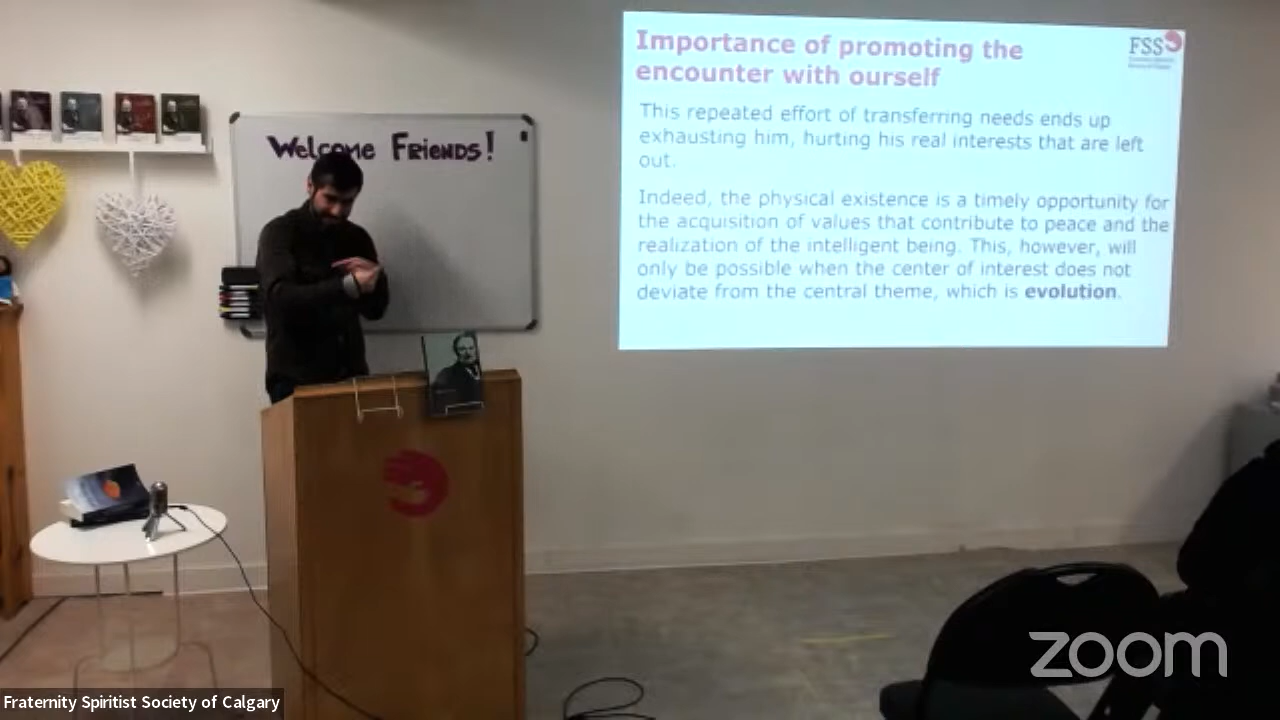 Welcome Friends!
Importance of promoting the
encounter with ourself
FSS
This repeated effort of transferring needs ends up
exhausting him, hurting his real interests that are left
out.
Indeed, the physical existence is a timely opportunity for
the acquisition of values that contribute to peace and the
realization of the intelligent being. This, however, will
only be possible when the center of interest does not
deviate from the central theme, which is evolution.
zoom
Fraternity Spiritist Society of Calgary